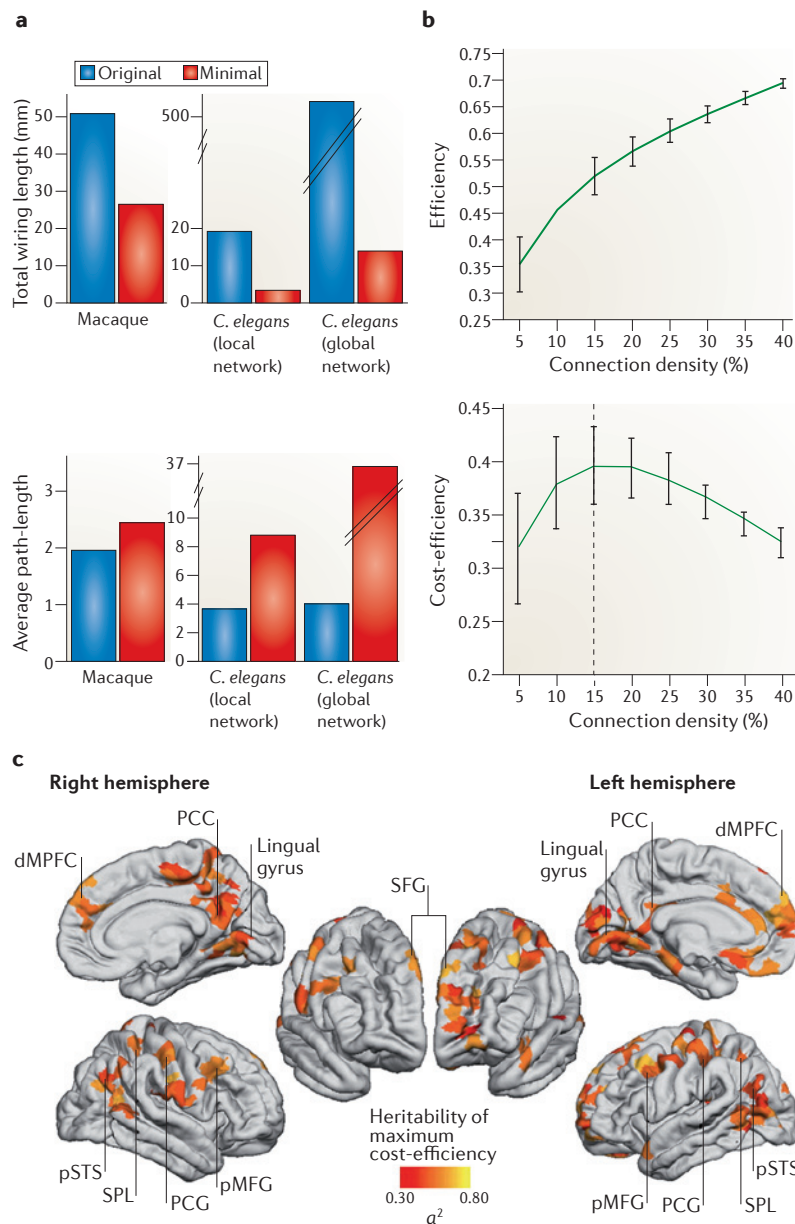 a
Original Minimal
Total wiring length (mm)
50
40
30
20
10
0
500
20
10
0
Macaque
C. elegans
(local
network)
C. elegans
(global
network)
Average path-length
3
2
1
0
37
10
8
6
4
2
0
Macaque
C. elegans
(local
network)
C. elegans
(global
network)
b
Efficiency
0.75
0.7
0.65
0.6
0.55
0.5
0.45
0.4
0.35
0.3
0.25
5 10 15 20 25 30 35 40
Connection density (%)
Cost-efficiency
0.45
0.4
0.35
0.3
0.25
0.2
5 10 15 20 25 30 35 40
Connection density (%)
c
Right hemisphere
Left hemisphere
PCC
dMPFC
Lingual
gyrus
SFG
PCC
dMPFC
Lingual
gyrus
pSTS
SPL
PCG
pMFG
Heritability of
maximum
cost-efficiency
0.30 0.80
a²
pMFG
PCG
SPL
pSTS